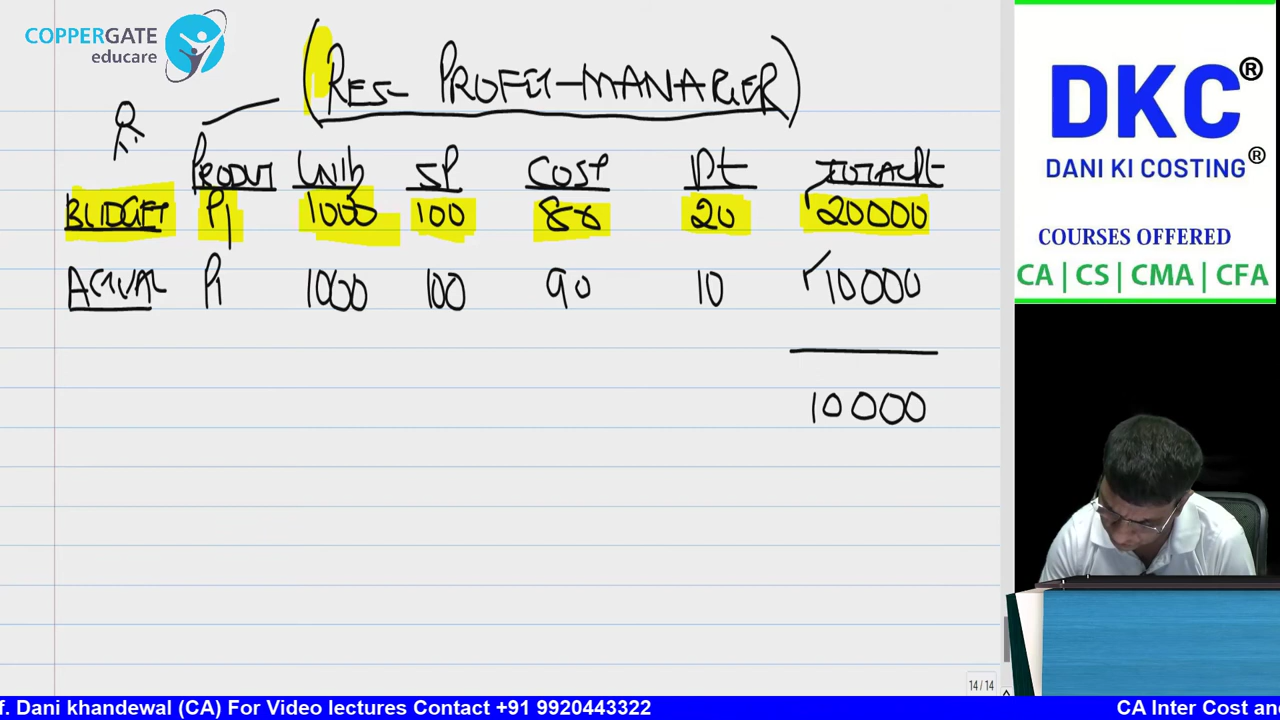 COPPERGATE
educare
(RES- PROFIT-MANAGER)
PRODUCT UNITS SP COST Pt TOTAL Pt
BUDGET P1 1000 100 80 20 20000
ACTUAL P1 1000 100 90 10 10000
10000
14 / 14
DKC®
DANI KI COSTING®
COURSES OFFERED
CA | CS | CMA | CFA
f. Dani khandewal (CA) For Video lectures Contact +91 9920443322
CA Inter Cost and